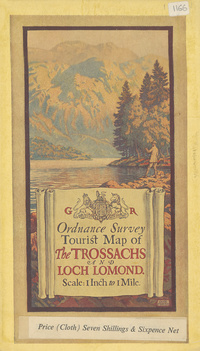 1166
G R
Ordnance Survey
Tourist Map of
The TROSSACHS
AND
LOCH LOMOND.
Scale: 1 Inch to 1 Mile.
Price (Cloth) Seven Shillings & Sixpence Net